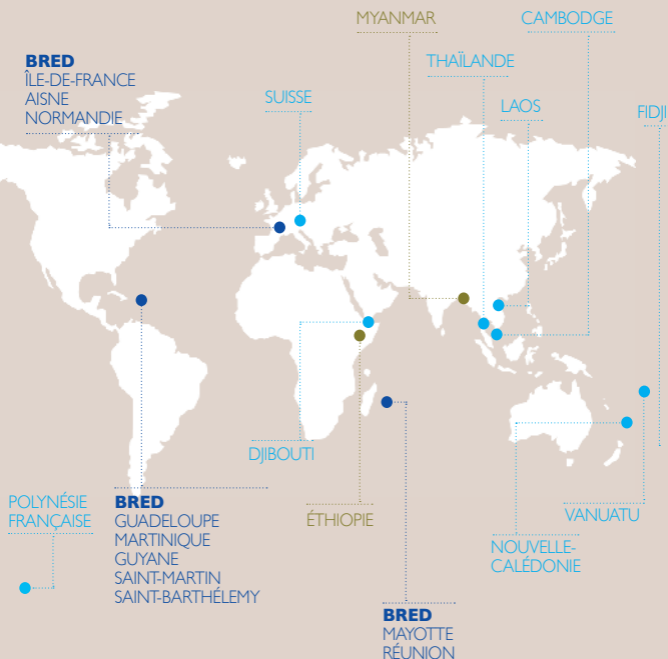 MYANMAR
CAMBODGE
BRED
ÎLE-DE-FRANCE
AISNE
NORMANDIE
THAÏLANDE
SUISSE
LAOS
FIDJI
DJIBOUTI
POLYNÉSIE
FRANÇAISE
BRED
GUADELOUPE
MARTINIQUE
GUYANE
SAINT-MARTIN
SAINT-BARTHÉLEMY
ÉTHIOPIE
VANUATU
NOUVELLE-
CALÉDONIE
BRED
MAYOTTE
RÉUNION